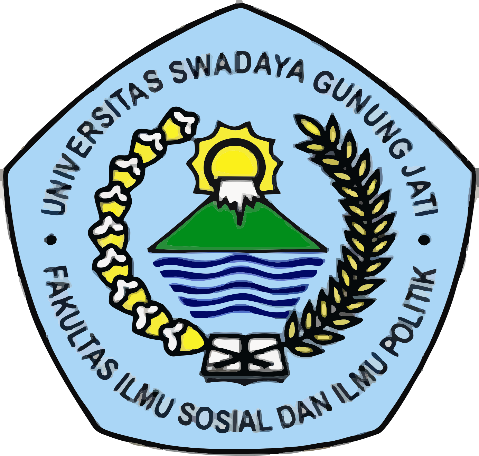 UNIVERSITAS SWADAYA GUNUNG JATI
FAKULTAS ILMU SOSIAL DAN ILMU POLITIK